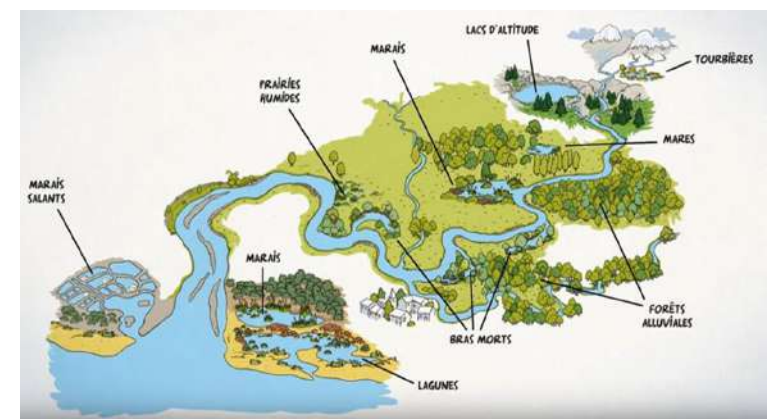 LACS D'ALTITUDE
MARAIS
TOURBIÈRES
PRAIRIES
HUMIDES
MARES
MARAIS
SALANTS
MARAIS
FORÊTS
ALLUVIALES
BRAS MORTS
LAGUNES